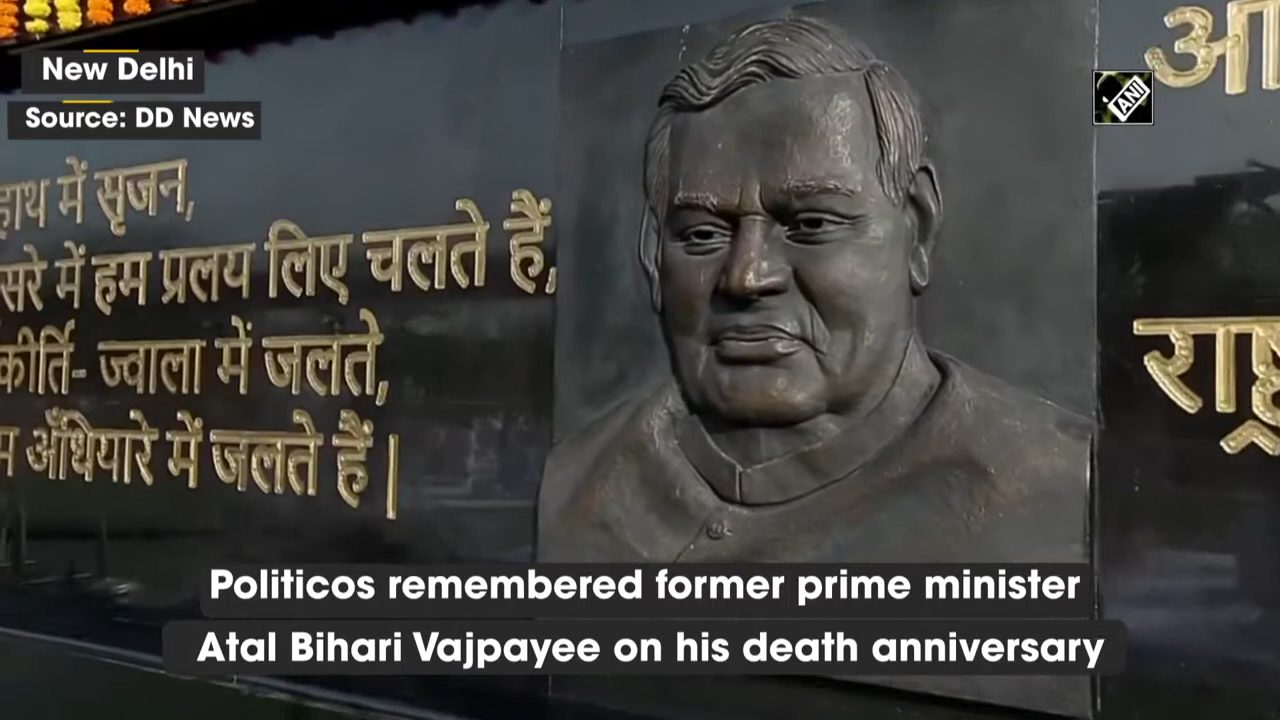 New Delhi
Source: DD News
ANI
हाथ में सृजन,
में हम प्रलय लिए चलते हैं,
कीर्ति- ज्वाला में जलते,
अँधियारे में जलते हैं |
Politicos remembered former prime minister
Atal Bihari Vajpayee on his death anniversary